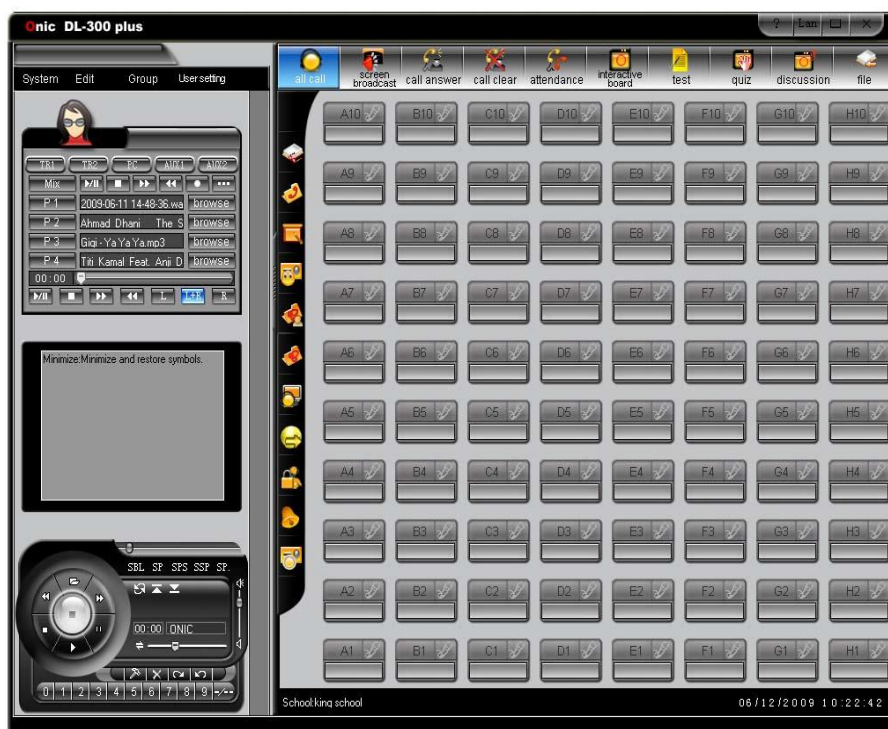 Onic DL-300 plus
? Lan
System Edit Group User setting
all call screen broadcast call answer call clear attendance interactive board test quiz discussion file
TR1 TR2 PC AUX1 AUX2
Mix
P 1 2009-06-11 14-48-36.wa browse
P 2 Ahmad Dhani The S browse
P 3 Gigi - Ya Ya Ya.mp3 browse
P 4 Titi Kamal Feat. Anji D browse
00:00
L L+R R
Minimize:Minimize and restore symbols.
SBL SP SPS SSP SP.
00:00 ONIC
0 1 2 3 4 5 6 7 8 9 -/--
A10 B10 C10 D10 E10 F10 G10 H10
A9 B9 C9 D9 E9 F9 G9 H9
A8 B8 C8 D8 E8 F8 G8 H8
A7 B7 C7 D7 E7 F7 G7 H7
A6 B6 C6 D6 E6 F6 G6 H6
A5 B5 C5 D5 E5 F5 G5 H5
A4 B4 C4 D4 E4 F4 G4 H4
A3 B3 C3 D3 E3 F3 G3 H3
A2 B2 C2 D2 E2 F2 G2 H2
A1 B1 C1 D1 E1 F1 G1 H1
School:king school 06/12/2009 10:22:42